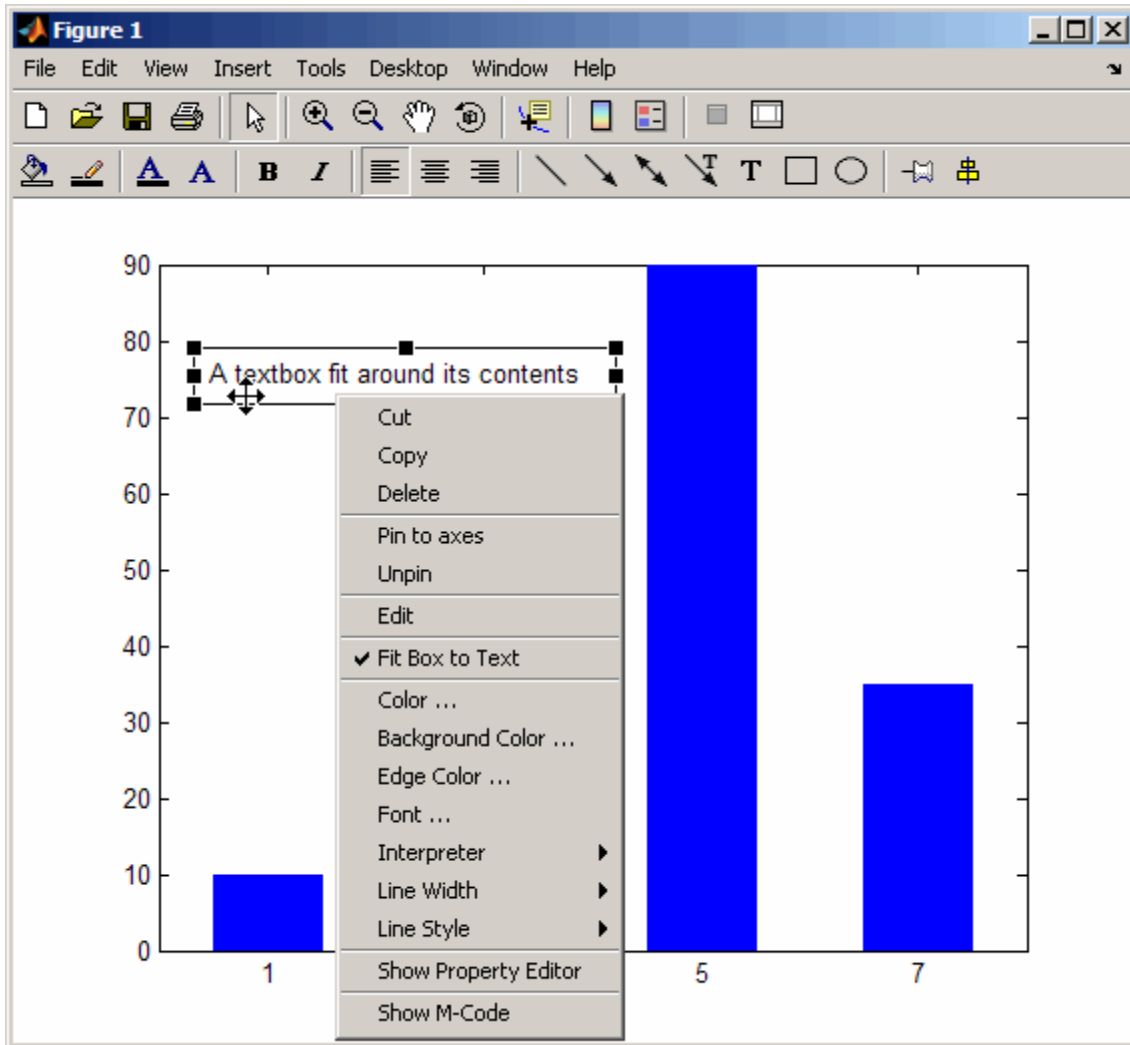 Figure 1
File Edit View Insert Tools Desktop Window Help
A A B I T T
90
80
A textbox fit around its contents
70
Cut
Copy
60
Delete
Pin to axes
50
Unpin
Edit
40
Fit Box to Text
Color ...
30
Background Color ...
Edge Color ...
20
Font ...
Interpreter
10
Line Width
Line Style
0
1 5 7
Show Property Editor
Show M-Code